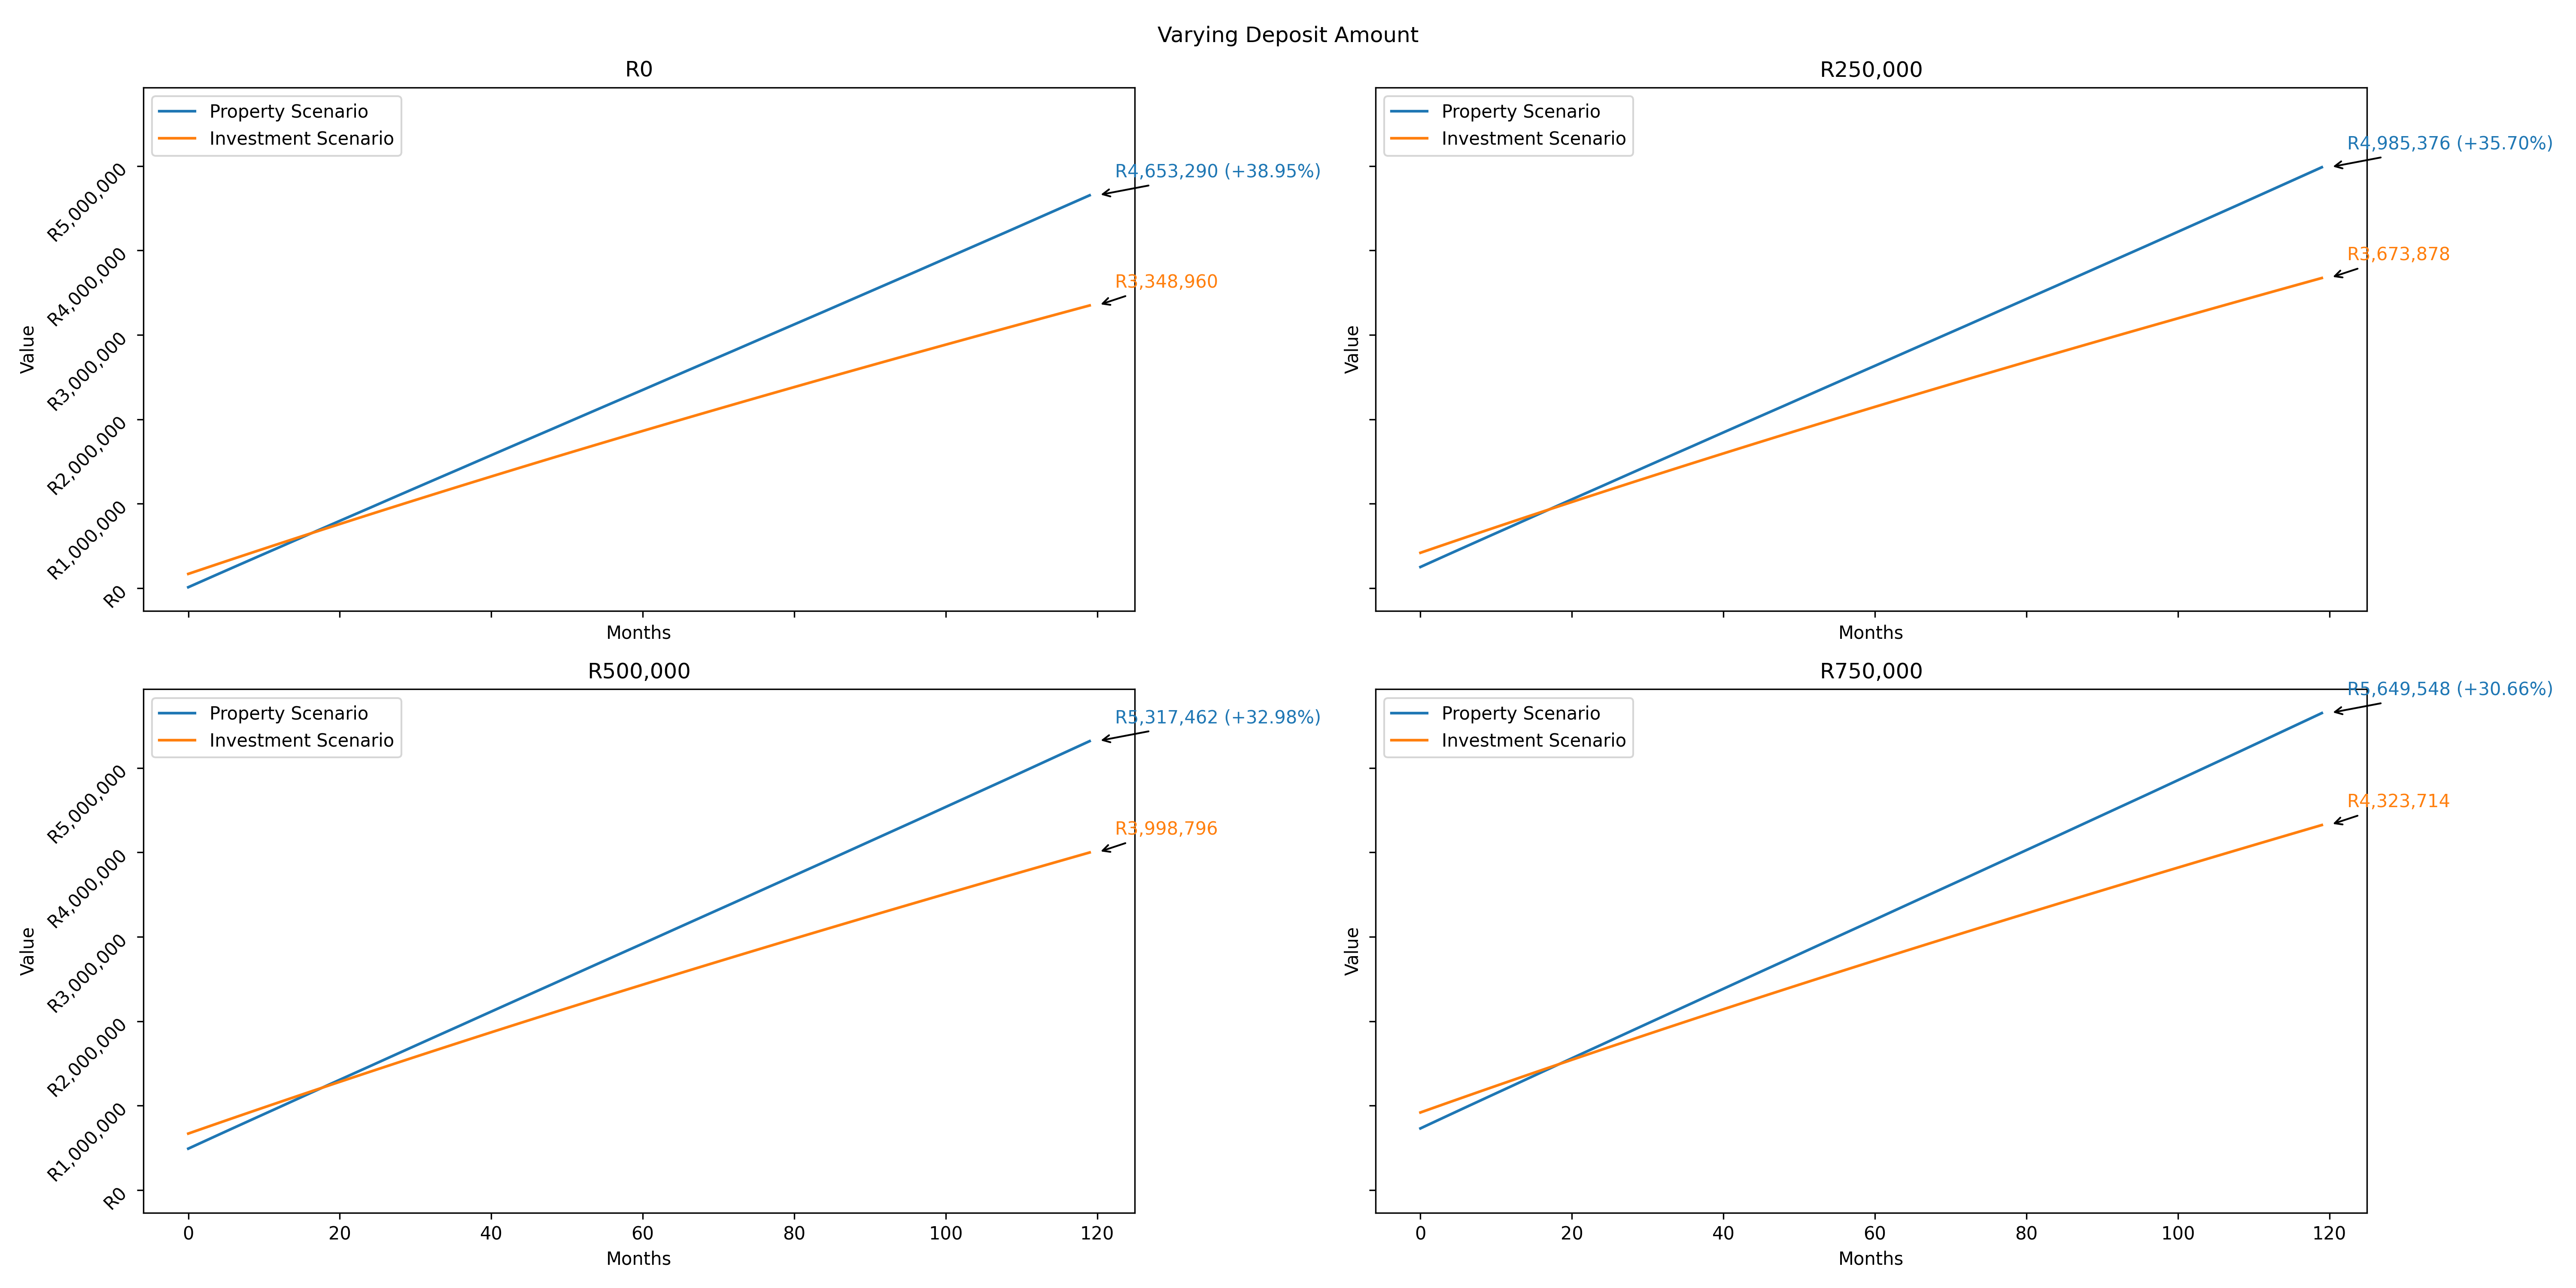 Varying Deposit Amount
R0
Property Scenario
Investment Scenario
R4,653,290 (+38.95%)
R3,348,960
R5,000,000
R4,000,000
R3,000,000
R2,000,000
R1,000,000
R0
Value
Months
R250,000
Property Scenario
Investment Scenario
R4,985,376 (+35.70%)
R3,673,878
Value
Months
R500,000
Property Scenario
Investment Scenario
R5,317,462 (+32.98%)
R3,998,796
R5,000,000
R4,000,000
R3,000,000
R2,000,000
R1,000,000
R0
Value
0 20 40 60 80 100 120
Months
R750,000
Property Scenario
Investment Scenario
R5,649,548 (+30.66%)
R4,323,714
Value
0 20 40 60 80 100 120
Months